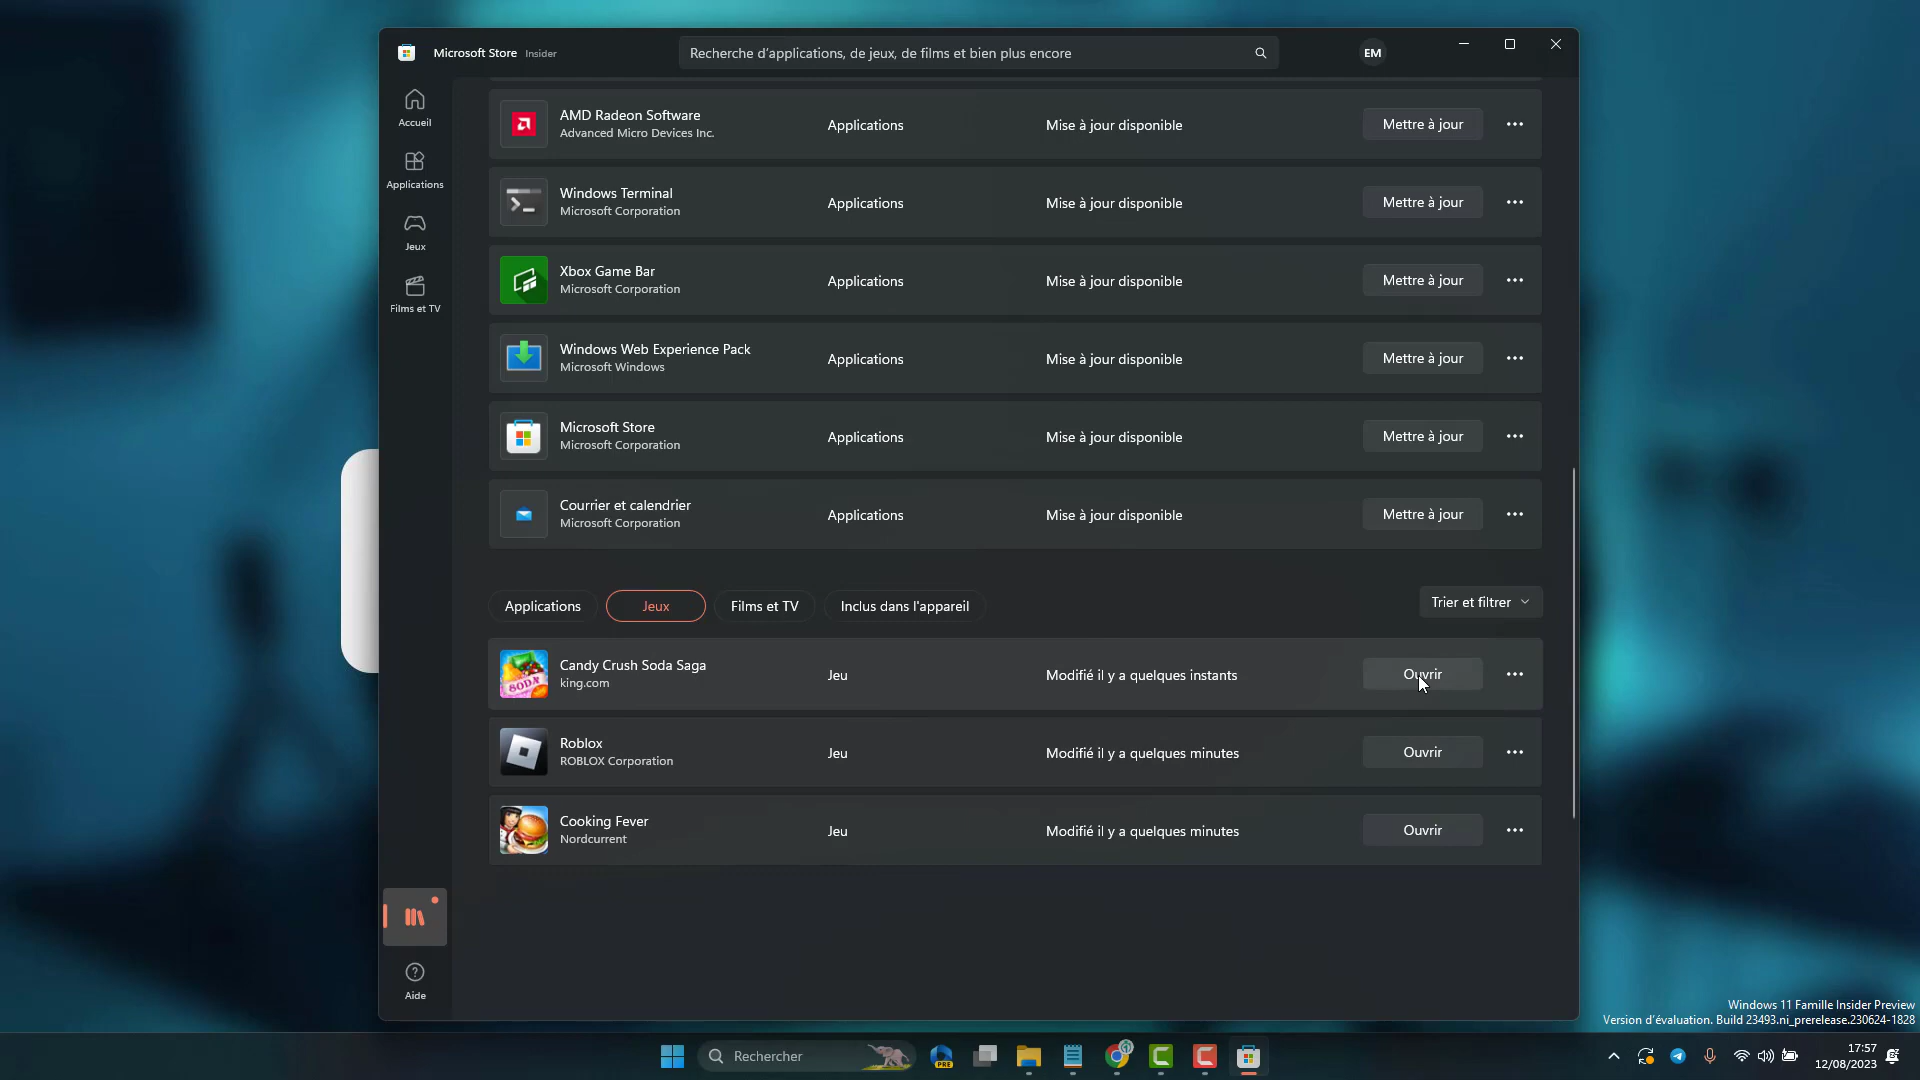 Microsoft Store Insider
Recherche d'applications, de jeux, de films et bien plus encore
EM
Accueil
Applications
Jeux
Films et TV
AMD Radeon Software
Advanced Micro Devices Inc.
Applications
Mise à jour disponible
Mettre à jour
Windows Terminal
Microsoft Corporation
Applications
Mise à jour disponible
Mettre à jour
Xbox Game Bar
Microsoft Corporation
Applications
Mise à jour disponible
Mettre à jour
Windows Web Experience Pack
Microsoft Windows
Applications
Mise à jour disponible
Mettre à jour
Microsoft Store
Microsoft Corporation
Applications
Mise à jour disponible
Mettre à jour
Courrier et calendrier
Microsoft Corporation
Applications
Mise à jour disponible
Mettre à jour
Applications
Jeux
Films et TV
Inclus dans l'appareil
Trier et filtrer
SODA
Candy Crush Soda Saga
king.com
Jeu
Modifié il y a quelques instants
Ouvrir
Roblox
ROBLOX Corporation
Jeu
Modifié il y a quelques minutes
Ouvrir
Cooking Fever
Nordcurrent
Jeu
Modifié il y a quelques minutes
Ouvrir
Aide
Windows 11 Famille Insider Preview
Version d'évaluation. Build 23493.ni_prerelease.230624-1828
Rechercher
PRE
17:57
12/08/2023